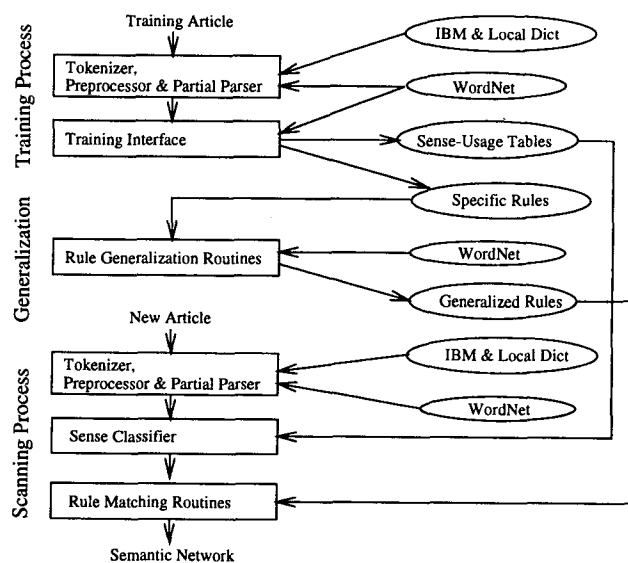 Training Process
Training Article
IBM & Local Dict
Tokenizer,
Preprocessor & Partial Parser
WordNet
Training Interface
Sense-Usage Tables
Specific Rules
Generalization
Rule Generalization Routines
WordNet
Generalized Rules
New Article
Scanning Process
Tokenizer,
Preprocessor & Partial Parser
IBM & Local Dict
WordNet
Sense Classifier
Rule Matching Routines
Semantic Network